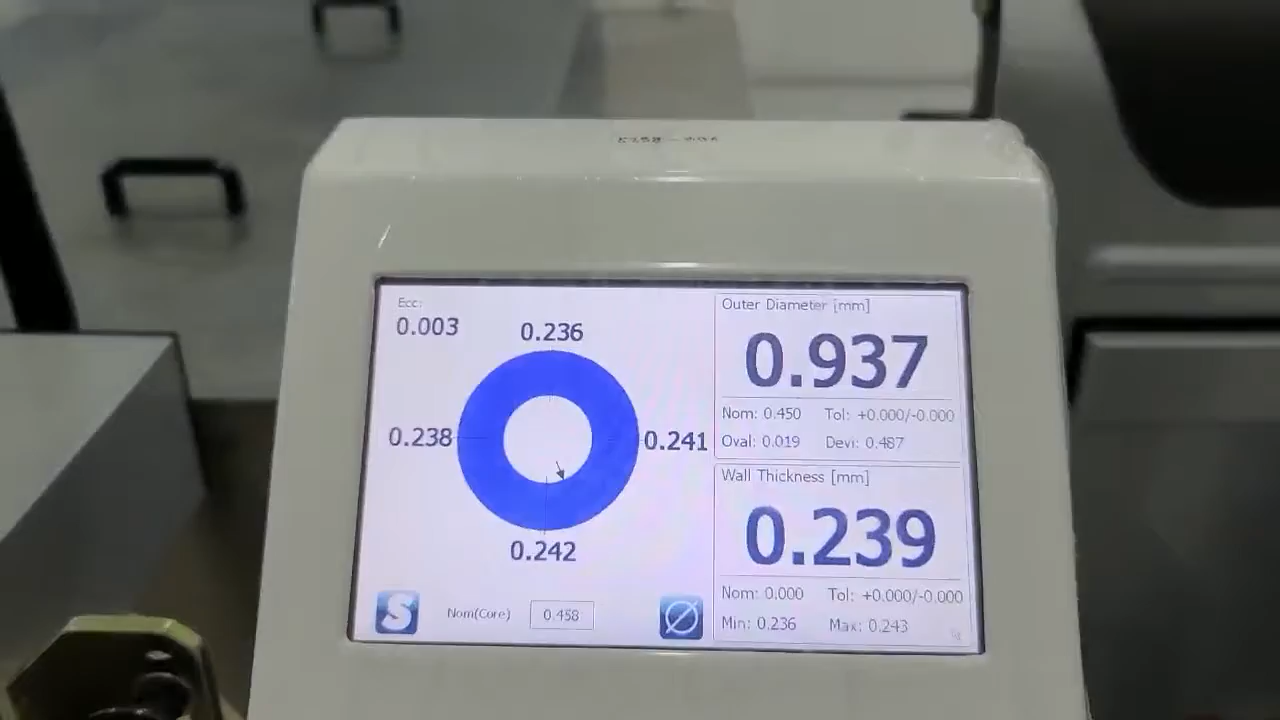 Ecc:
0.003
0.236
0.238
0.241
0.242
Nom(Core) 0.458
Outer Diameter [mm]
0.937
Nom: 0.450 Tol: +0.000/-0.000
Oval: 0.019 Devi: 0.487
Wall Thickness [mm]
0.239
Nom: 0.000 Tol: +0.000/-0.000
Min: 0.236 Max: 0.243